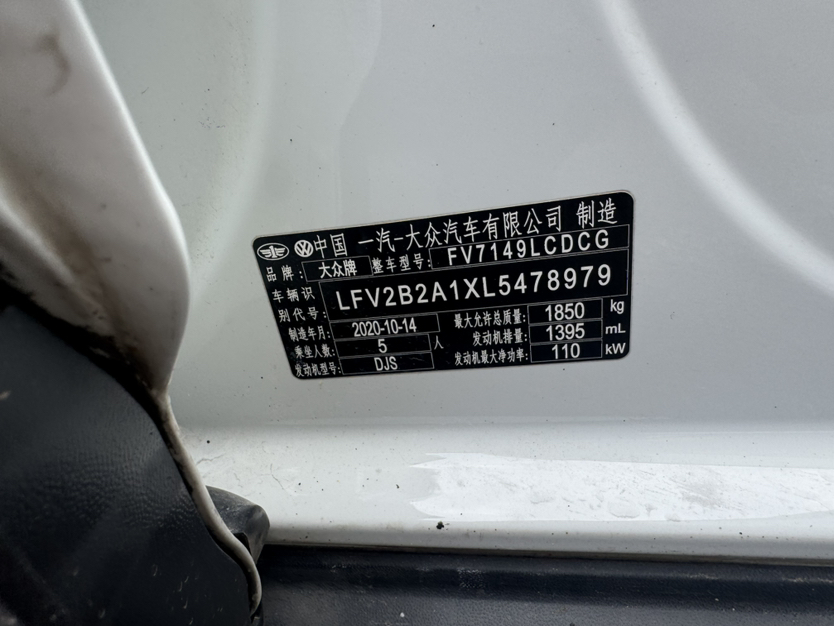 中国 一汽-大众汽车有限公司 制造
品牌: 大众牌 整车型号: FV7149LCDCG
车辆识别代号: LFV2B2A1XL5478979
制造年月: 2020-10-14 最大允许总质量: 1850 kg
乘坐人数: 5 人 发动机排量: 1395 mL
发动机型号: DJS 发动机最大净功率: 110 kW